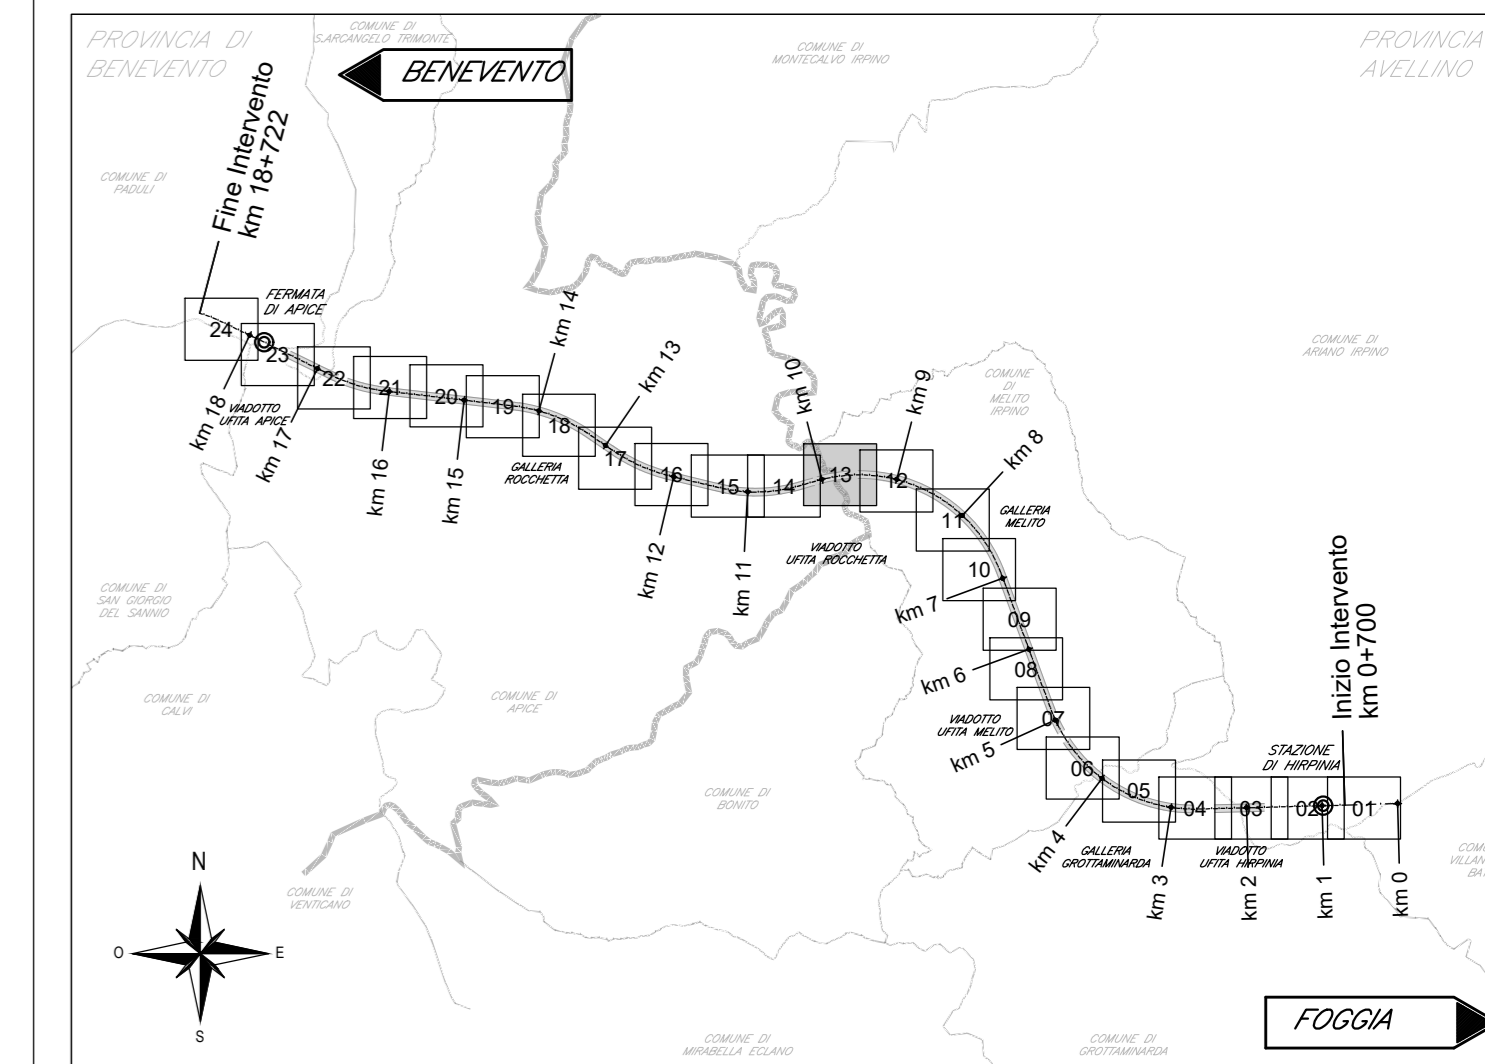 PROVINCIA DI
BENEVENTO
COMUNE DI
S.ARCANGELO TRIMONTE
BENEVENTO
COMUNE DI
MONTECALVO IRPINO
PROVINCIA
AVELLINO
Fine Intervento
km 18+722
COMUNE DI
PADULI
FERMATA
DI APICE
24
23
22
21
20
19
18
17
16
15
14
13
12
11
10
09
08
07
06
05
04
03
02
01
km 18
km 17
km 16
km 15
km 14
km 13
km 12
km 11
km 10
km 9
km 8
km 7
km 6
km 5
km 4
km 3
km 2
km 1
km 0
VIADOTTO
UFITA APICE
GALLERIA
ROCCHETTA
VIADOTTO
UFITA ROCCHETTA
GALLERIA
MELITO
VIADOTTO
UFITA MELITO
GALLERIA
GROTTAMINARDA
VIADOTTO
UFITA HIRPINIA
STAZIONE
DI HIRPINIA
Inizio Intervento
km 0+700
COMUNE DI
ARIANO IRPINO
COMUNE
DI
MELITO
IRPINO
COMUNE DI
SAN GIORGIO
DEL SANNIO
COMUNE DI
CALVI
COMUNE DI
APICE
COMUNE DI
BONITO
COMUNE DI
VENTICANO
COMUNE DI
MIRABELLA ECLANO
COMUNE DI
GROTTAMINARDA
N
O
E
S
FOGGIA